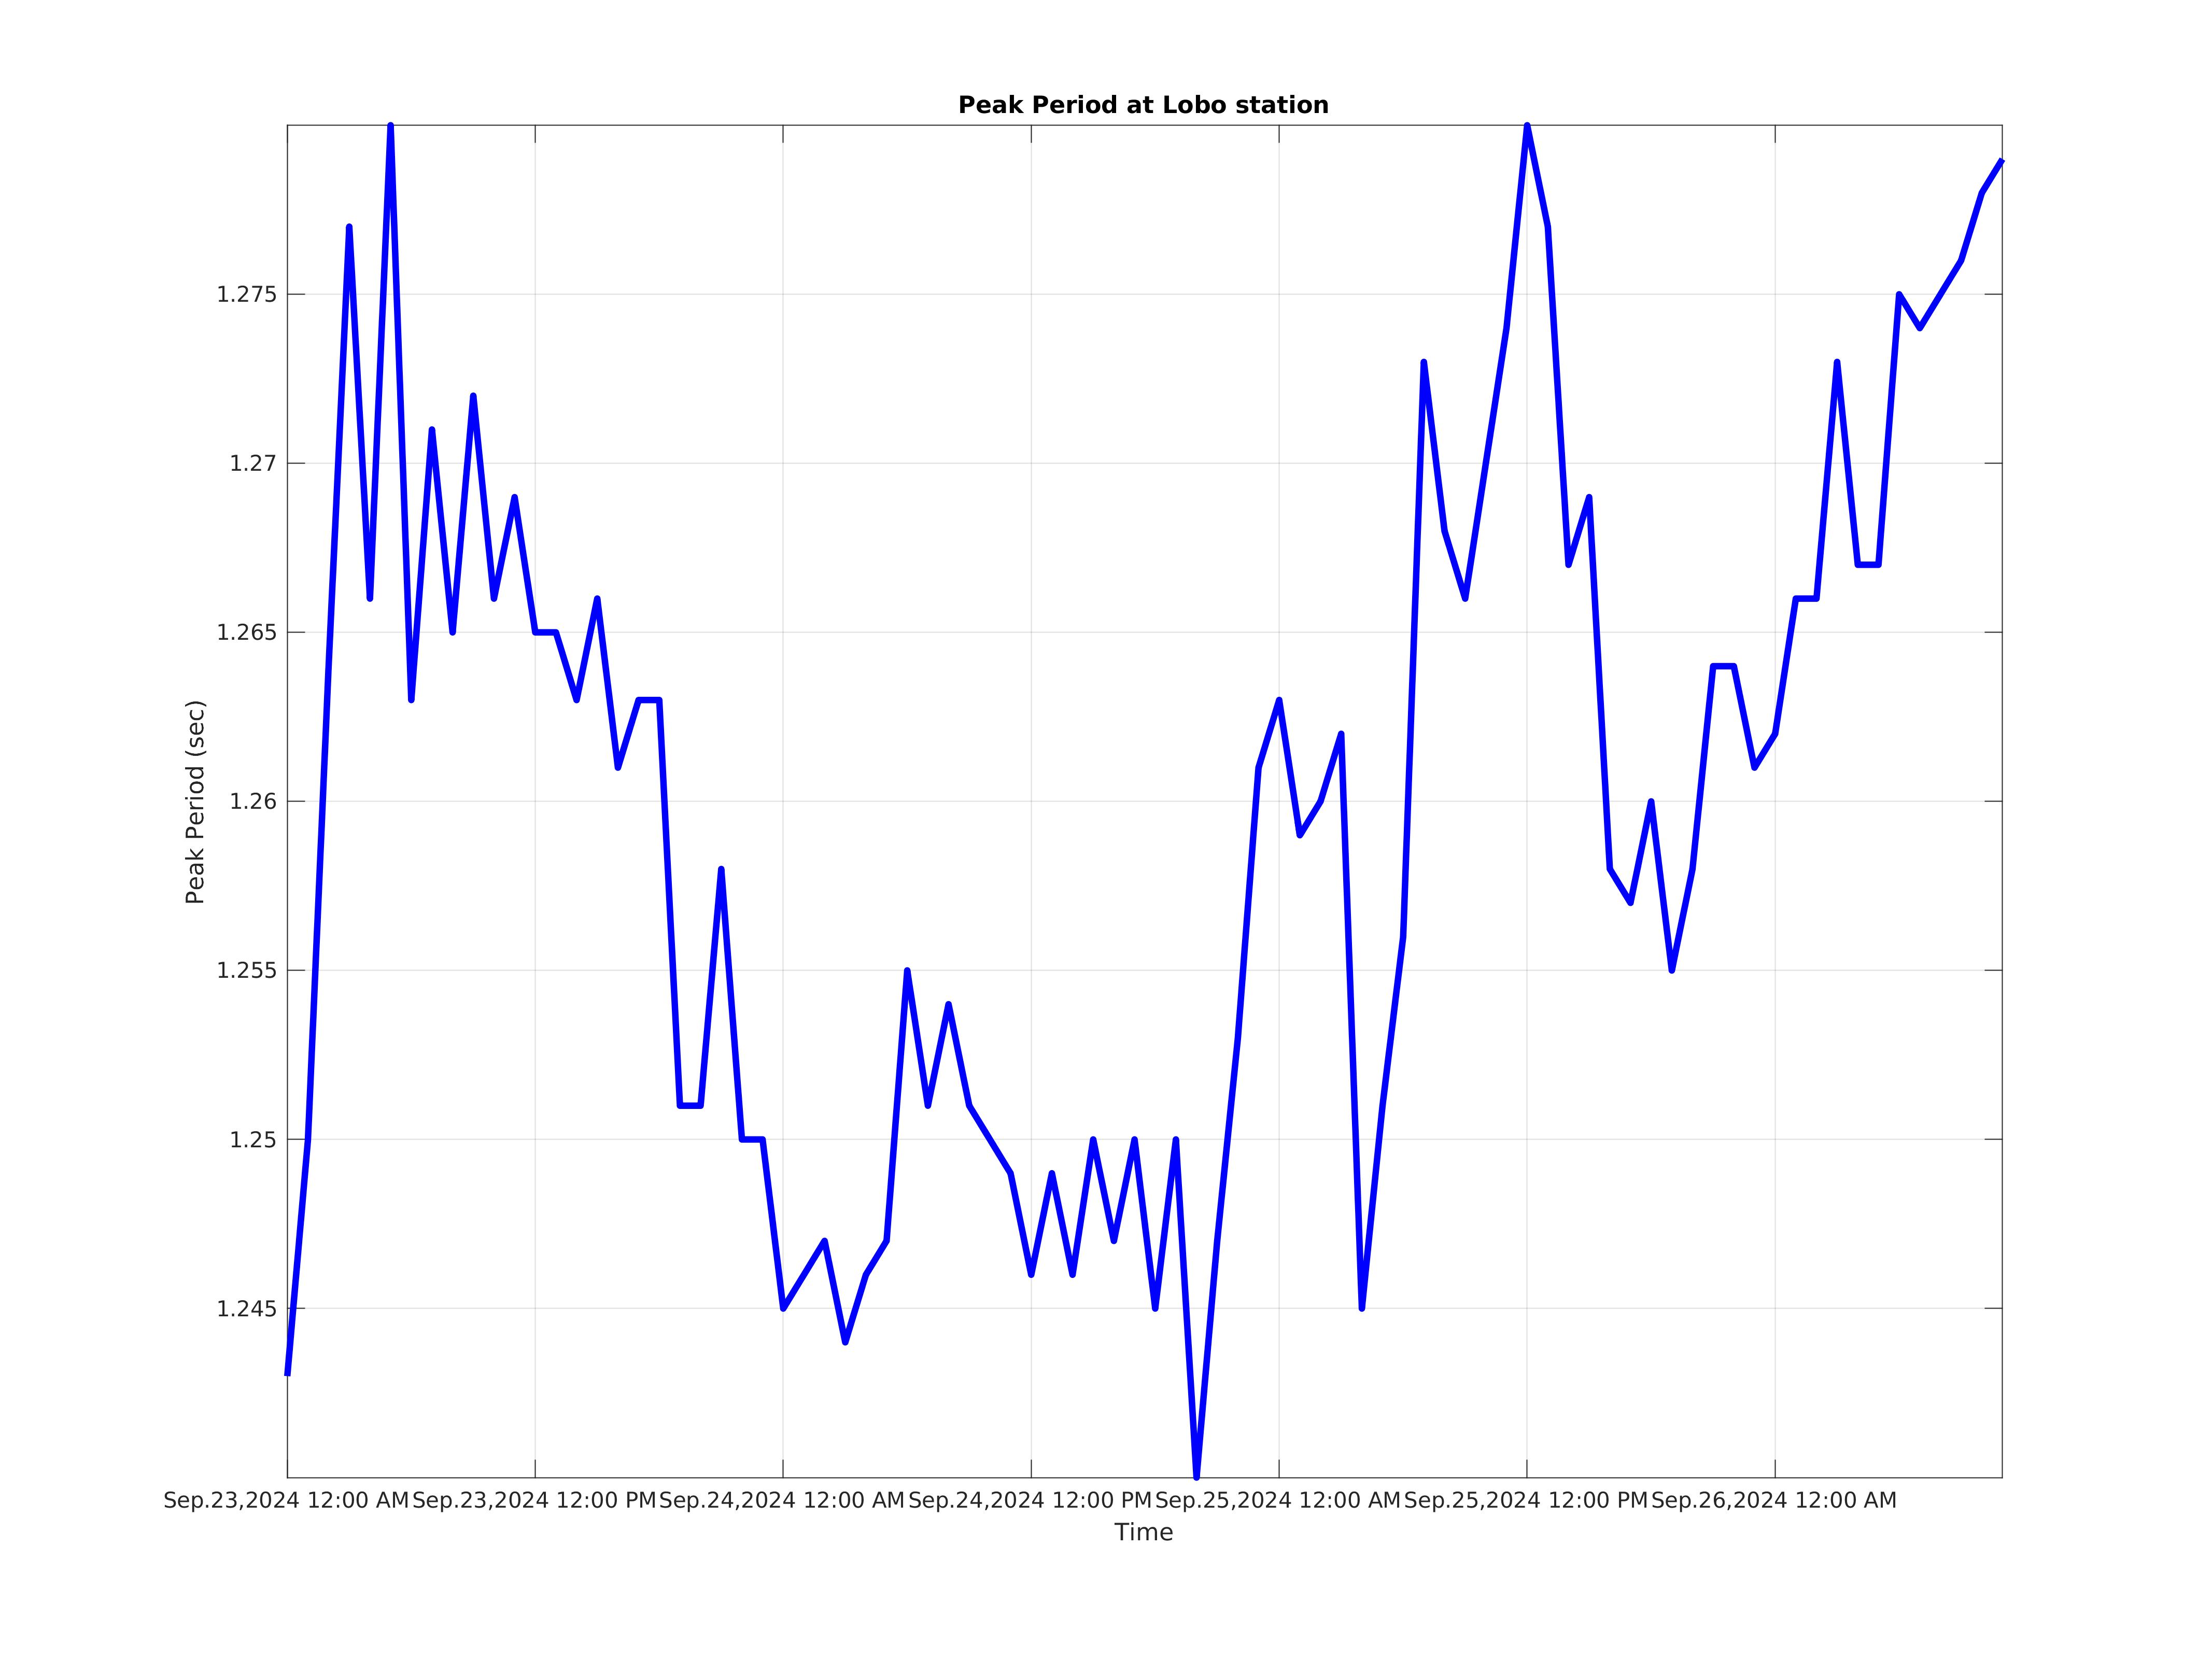 Peak Period at Lobo station
Peak Period (sec)
1.275
1.27
1.265
1.26
1.255
1.25
1.245
Sep.23,2024 12:00 AM Sep.23,2024 12:00 PM Sep.24,2024 12:00 AM Sep.24,2024 12:00 PM Sep.25,2024 12:00 AM Sep.25,2024 12:00 PM Sep.26,2024 12:00 AM
Time